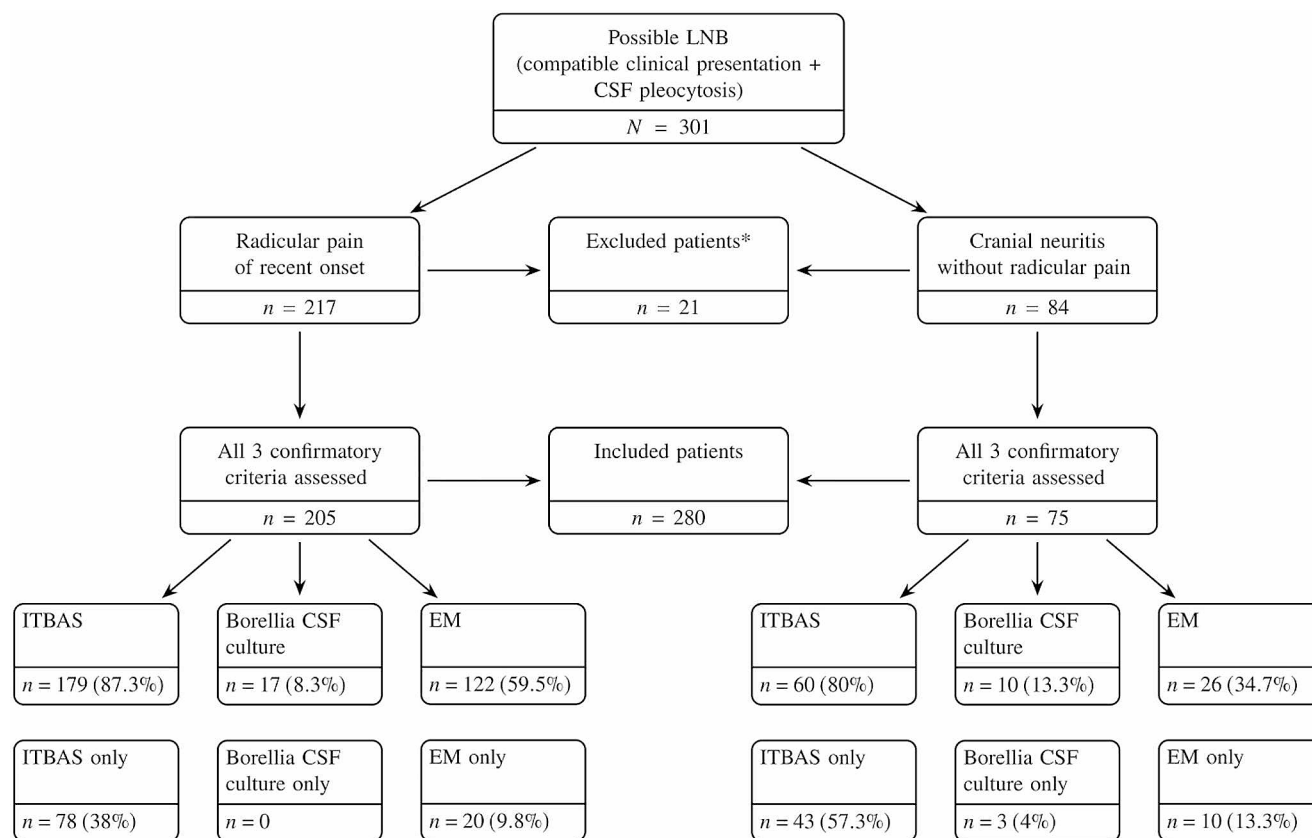 Possible LNB
(compatible clinical presentation +
CSF pleocytosis)
N = 301
Radicular pain
of recent onset
n = 217
Excluded patients*
n = 21
Cranial neuritis
without radicular pain
n = 84
All 3 confirmatory
criteria assessed
n = 205
Included patients
n = 280
All 3 confirmatory
criteria assessed
n = 75
ITBAS
n = 179 (87.3%)
Borellia CSF
culture
n = 17 (8.3%)
EM
n = 122 (59.5%)
ITBAS
n = 60 (80%)
Borellia CSF
culture
n = 10 (13.3%)
EM
n = 26 (34.7%)
ITBAS only
n = 78 (38%)
Borellia CSF
culture only
n = 0
EM only
n = 20 (9.8%)
ITBAS only
n = 43 (57.3%)
Borellia CSF
culture only
n = 3 (4%)
EM only
n = 10 (13.3%)